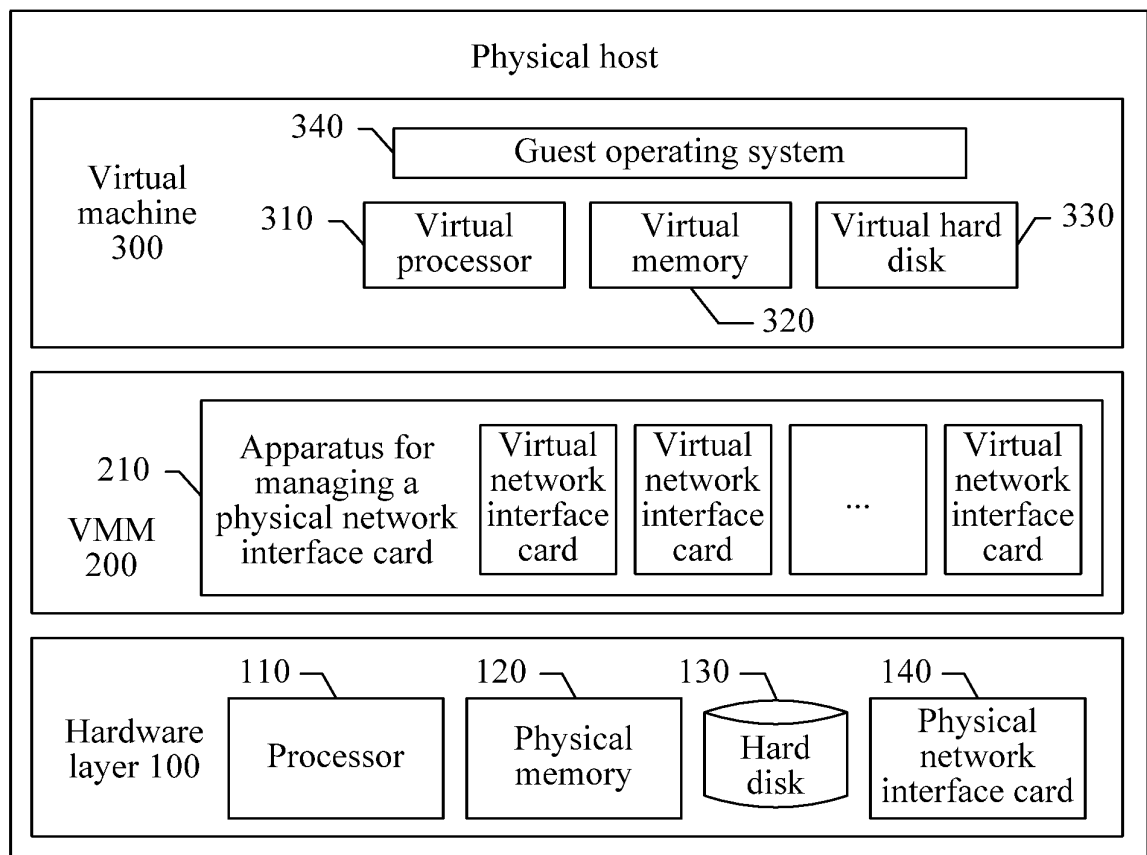 Physical host
340
Guest operating system
Virtual
machine
300
310
Virtual
processor
Virtual
memory
320
Virtual hard
disk
330
210
VMM
200
Apparatus for
managing a
physical network
interface card
Virtual
network
interface
card
Virtual
network
interface
card
...
Virtual
network
interface
card
Hardware
layer 100
110
Processor
120
Physical
memory
130
Hard
disk
140
Physical
network
interface card